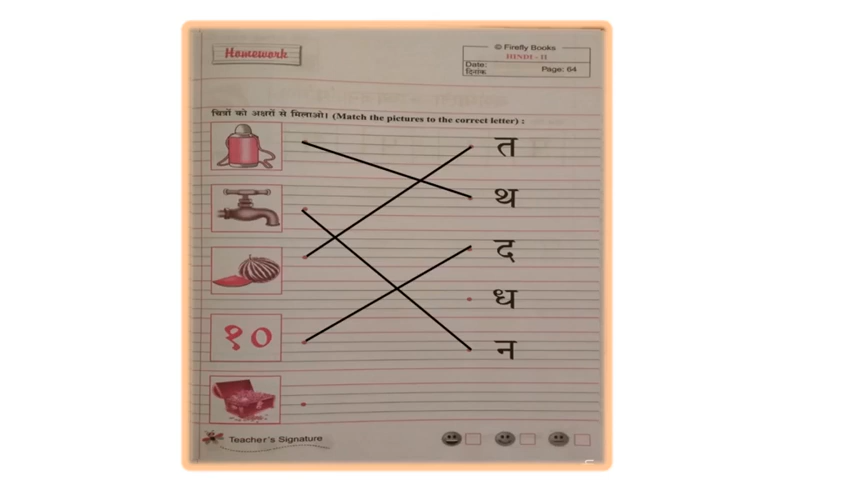 Homework
© Firefly Books
HINDI - II
Date:
दिनांक
Page: 64
चित्रों को अक्षरों से मिलाओ। (Match the pictures to the correct letter) :
त
थ
द
ध
१०
न
Teacher's Signature